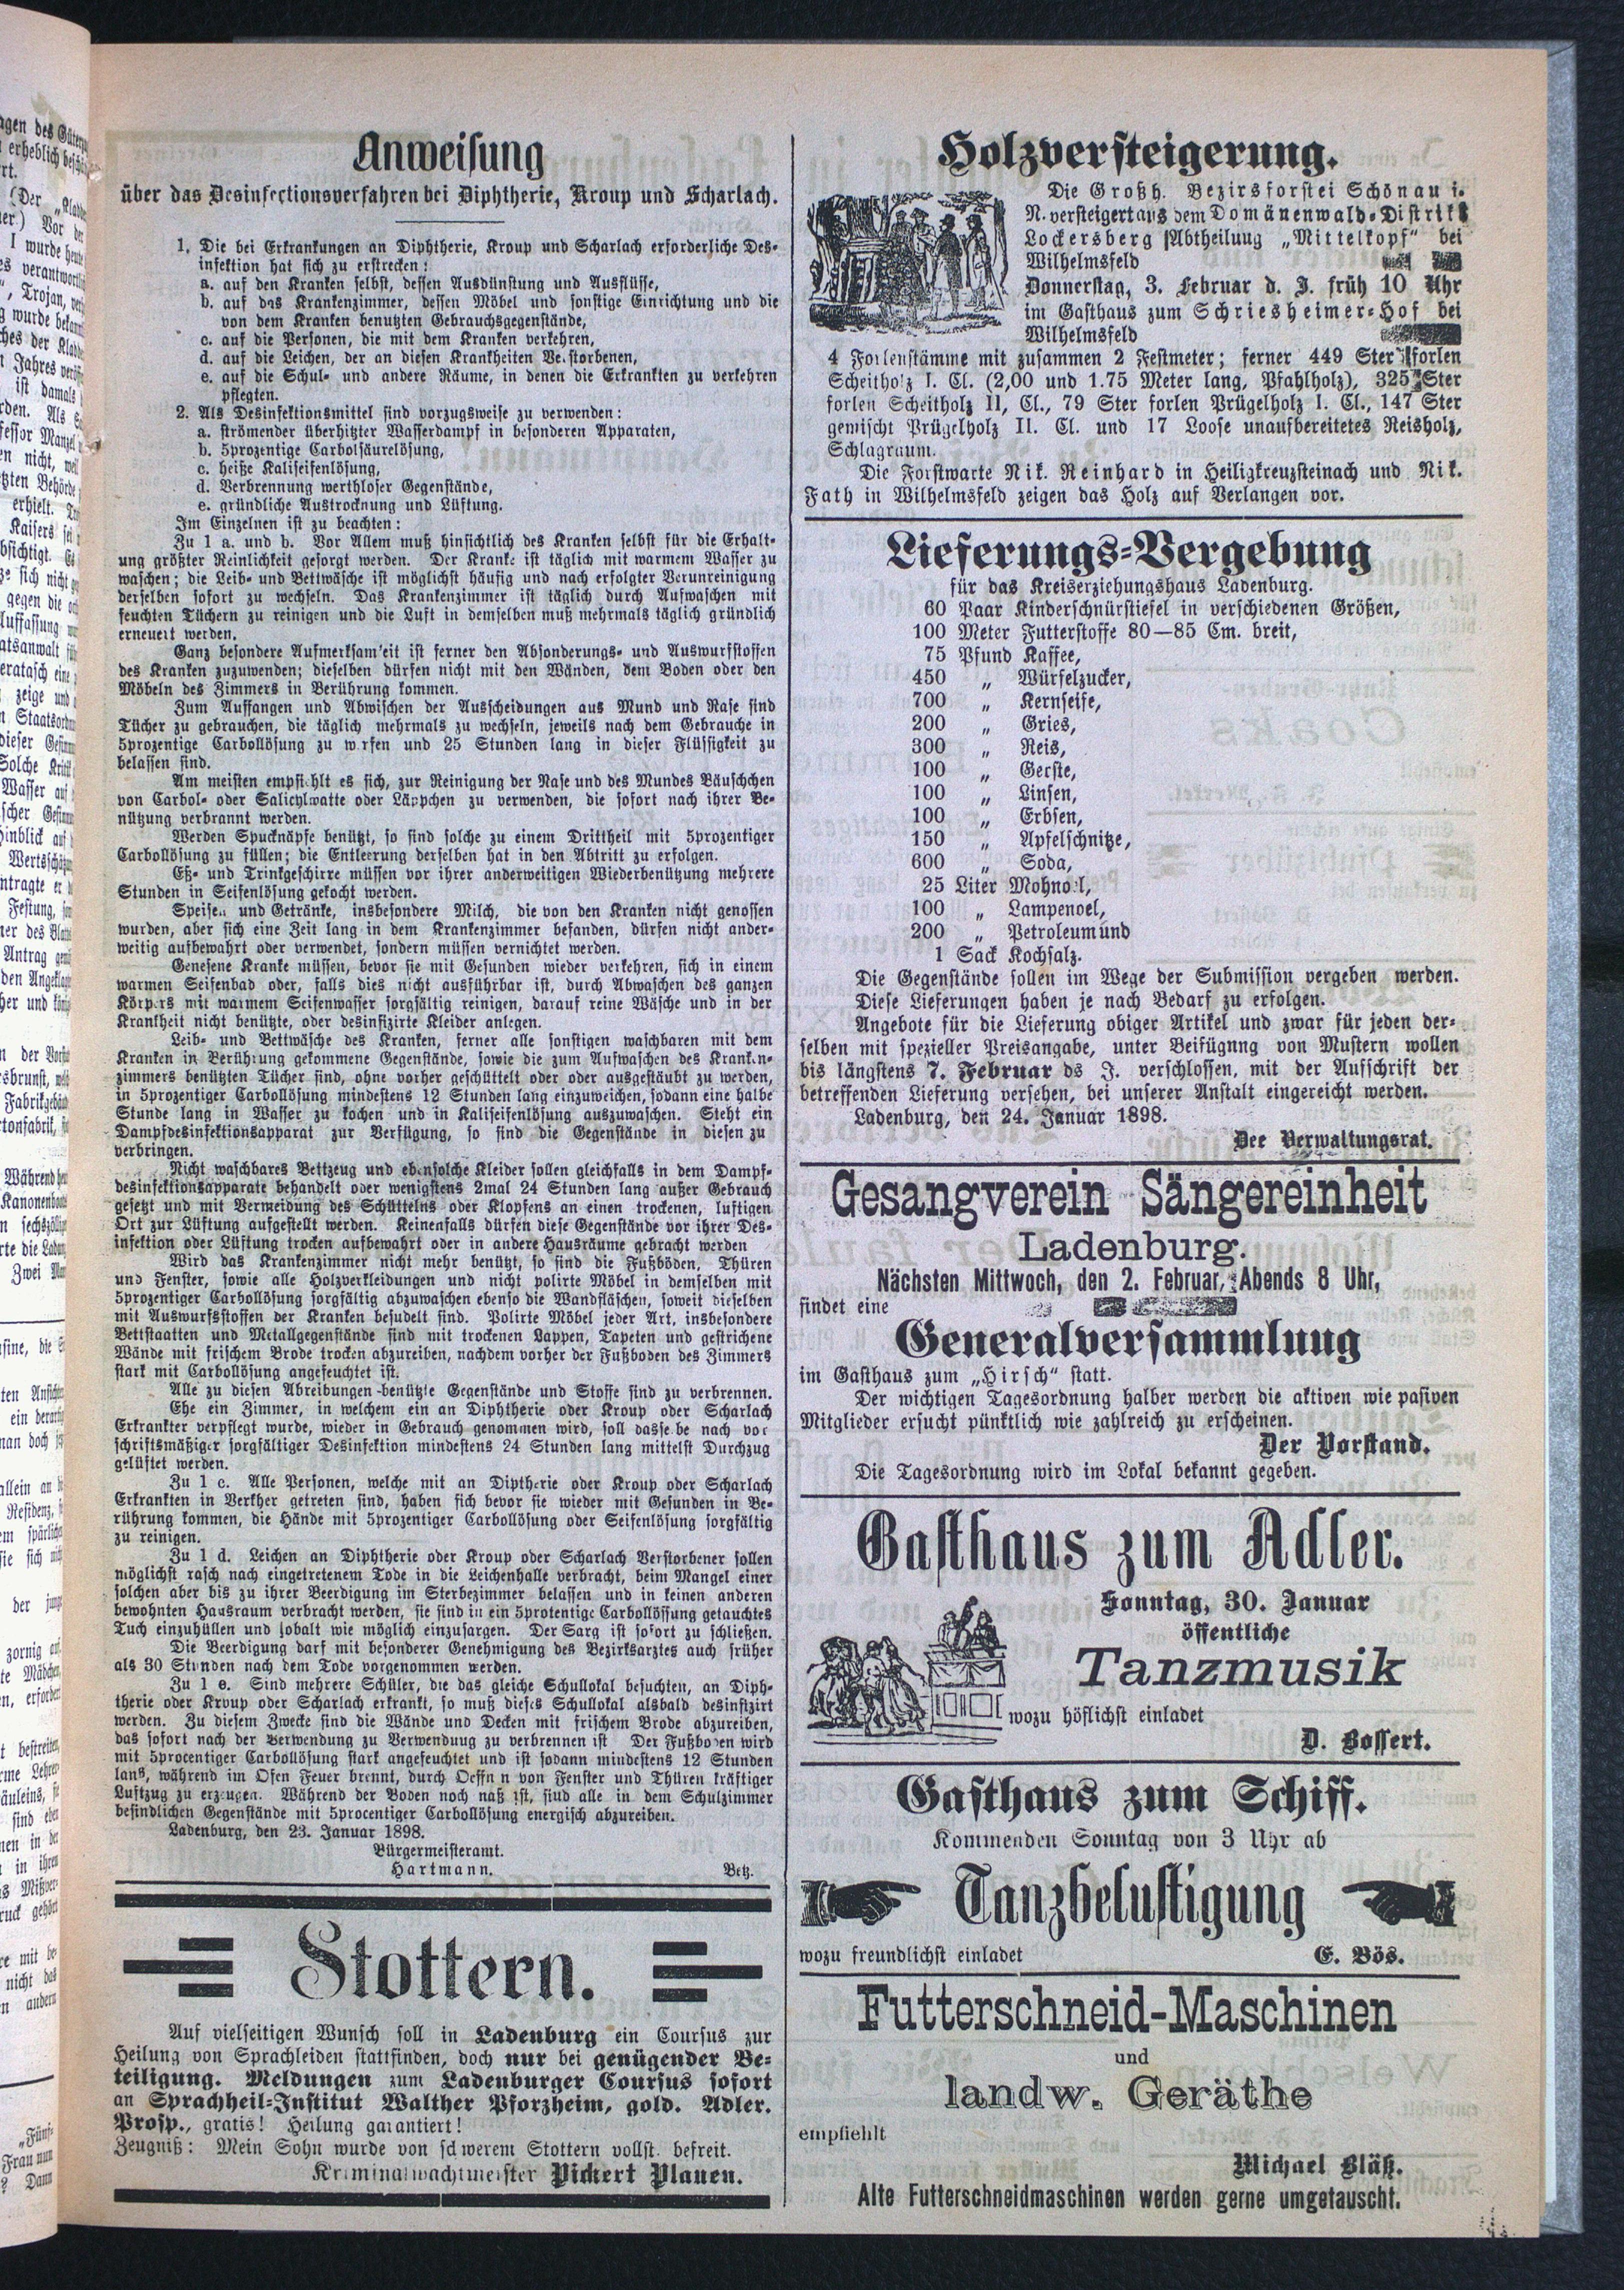 Anweisung
über das Desinfectionsverfahren bei Diphtherie, Kroup und Scharlach.
1. Die bei Erkrankungen an Diphtherie, Kroup und Scharlach erforderliche Des-
infektion hat sich zu erstrecken:
a. auf den Kranken selbst, dessen Ausdünstung und Ausflüsse,
b. auf das Krankenzimmer, dessen Möbel und sonstige Einrichtung und die
von dem Kranken benutzten Gebrauchsgegenstände,
c. auf die Personen, die mit dem Kranken verkehren,
d. auf die Leichen, der an diesen Krankheiten Verstorbenen,
e. auf die Schul- und andere Räume, in denen die Erkrankten zu verkehren
pflegten.
2. Als Desinfektionsmittel sind vorzugsweise zu verwenden:
a. strömender überhitzter Wasserdampf in besonderen Apparaten,
b. 5prozentige Carbolsäurelösung,
c. heiße Kaliseifenlösung,
d. Verbrennung werthloser Gegenstände,
e. gründliche Austrocknung und Lüftung.
Im Einzelnen ist zu beachten:
Zu 1 a. und b. Vor Allem muß hinsichtlich des Kranken selbst für die Erhalt-
ung größter Reinlichkeit gesorgt werden. Der Kranke ist täglich mit warmem Wasser zu
waschen; die Leib- und Bettwäsche ist möglichst häufig und nach erfolgter Verunreinigung
derselben sofort zu wechseln. Das Krankenzimmer ist täglich durch Aufwaschen mit
feuchten Tüchern zu reinigen und die Luft in demselben muß mehrmals täglich gründlich
erneuert werden.
Ganz besondere Aufmerksamkeit ist ferner den Absonderungs- und Auswurfstoffen
des Kranken zuzuwenden; dieselben dürfen nicht mit den Wänden, dem Boden oder den
Möbeln des Zimmers in Berührung kommen.
Zum Auffangen und Abwischen der Ausscheidungen aus Mund und Nase sind
Tücher zu gebrauchen, die täglich mehrmals zu wechseln, jeweils nach dem Gebrauche in
5prozentige Carbollösung zu werfen und 25 Stunden lang in dieser Flüssigkeit zu
belassen sind.
Am meisten empfiehlt es sich, zur Reinigung der Nase und des Mundes Bäuschchen
von Carbol- oder Salicylwatte oder Läppchen zu verwenden, die sofort nach ihrer Be-
nützung verbrannt werden.
Werden Spucknäpfe benützt, so sind solche zu einem Drittheil mit 5prozentiger
Carbollösung zu füllen; die Entleerung derselben hat in den Abtritt zu erfolgen.
Eß- und Trinkgeschirre müssen vor ihrer anderweitigen Wiederbenützung mehrere
Stunden in Seifenlösung gekocht werden.
Speisen und Getränke, insbesondere Milch, die von den Kranken nicht genossen
wurden, aber sich eine Zeit lang in dem Krankenzimmer befanden, dürfen nicht ander-
weitig aufbewahrt oder verwendet, sondern müssen vernichtet werden.
Genesene Kranke müssen, bevor sie mit Gesunden wieder verkehren, sich in einem
warmen Seifenbad oder, falls dies nicht ausführbar ist, durch Abwaschen des ganzen
Körpers mit warmem Seifenwasser sorgfältig reinigen, darauf reine Wäsche und in der
Krankheit nicht benützte, oder desinfizirte Kleider anlegen.
Leib- und Bettwäsche des Kranken, ferner alle sonstigen waschbaren mit dem
Kranken in Berührung gekommene Gegenstände, sowie die zum Aufwaschen des Kranken-
zimmers benützten Tücher sind, ohne vorher geschüttelt oder oder ausgestäubt zu werden,
in 5prozentiger Carbollösung mindestens 12 Stunden lang einzuweichen, sodann eine halbe
Stunde lang in Wasser zu kochen und in Kaliseifenlösung auszuwaschen. Steht ein
Dampfdesinfektionsapparat zur Verfügung, so sind die Gegenstände in diesen zu
verbringen.
Nicht waschbares Bettzeug und ebensolche Kleider sollen gleichfalls in dem Dampf-
desinfektionsapparate behandelt oder wenigstens 2mal 24 Stunden lang außer Gebrauch
gesetzt und mit Vermeidung des Schüttelns oder Klopfens an einen trockenen, luftigen
Ort zur Lüftung aufgestellt werden. Keinenfalls dürfen diese Gegenstände vor ihrer Des-
infektion oder Lüftung trocken aufbewahrt oder in andere Hausräume gebracht werden
Wird das Krankenzimmer nicht mehr benützt, so sind die Fußböden, Thüren
und Fenster, sowie alle Holzverkleidungen und nicht polirte Möbel in demselben mit
5prozentiger Carbollösung sorgfältig abzuwaschen ebenso die Wandfläschen, soweit dieselben
mit Auswurfsstoffen der Kranken besudelt sind. Polirte Möbel jeder Art, insbesondere
Bettstaatten und Metallgegenstände sind mit trockenen Lappen, Tapeten und gestrichene
Wände mit frischem Brode trocken abzureiben, nachdem vorher der Fußboden des Zimmers
stark mit Carbollösung angefeuchtet ist.
Alle zu diesen Abreibungen benützte Gegenstände und Stoffe sind zu verbrennen.
Ehe ein Zimmer, in welchem ein an Diphtherie oder Kroup oder Scharlach
Erkrankter verpflegt wurde, wieder in Gebrauch genommen wird, soll dasselbe nach vor
schriftsmäßiger sorgfältiger Desinfektion mindestens 24 Stunden lang mittelst Durchzug
gelüftet werden.
Zu 1 c. Alle Personen, welche mit an Diptherie oder Kroup oder Scharlach
Erkrankten in Verkher getreten sind, haben sich bevor sie wieder mit Gesunden in Be-
rührung kommen, die Hände mit 5prozentiger Carbollösung oder Seifenlösung sorgfältig
zu reinigen.
Zu 1 d. Leichen an Diphtherie oder Kroup oder Scharlach Verstorbener sollen
möglichst rasch nach eingetretenem Tode in die Leichenhalle verbracht, beim Mangel einer
solchen aber bis zu ihrer Beerdigung im Sterbezimmer belassen und in keinen anderen
bewohnten Hausraum verbracht werden, sie sind in ein 5protentige Carbollössung getauchtes
Tuch einzuhüllen und sobalt wie möglich einzusargen. Der Sarg ist sofort zu schließen.
Die Beerdigung darf mit besonderer Genehmigung des Bezirksarztes auch früher
als 30 Stunden nach dem Tode vorgenommen werden.
Zu 1 e. Sind mehrere Schüler, die das gleiche Schullokal besuchten, an Diph-
therie oder Kroup oder Scharlach erkrankt, so muß dieses Schullokal alsbald desinfizirt
werden. Zu diesem Zwecke sind die Wände und Decken mit frischem Brode abzureiben,
das sofort nach der Verwendung zu Verwenduug zu verbrennen ist Der Fußboden wird
mit 5procentiger Carbollösung stark angefeuchtet und ist sodann mindestens 12 Stunden
lang, während im Ofen Feuer brennt, durch Oeffnen von Fenster und Thüren kräftiger
Luftzug zu erzeugen. Während der Boden noch naß ist, sind alle in dem Schulzimmer
befindlichen Gegenstände mit 5procentiger Carbollösung energisch abzureiben.
Ladenburg, den 23. Januar 1898.
Bürgermeisteramt.
Hartmann. Betz.
Stottern.
Auf vielseitigen Wunsch soll in Ladenburg ein Coursus zur
Heilung von Sprachleiden stattfinden, doch nur bei genügender Be-
teiligung. Meldungen zum Ladenburger Coursus sofort
an Sprachheil-Institut Walther Pforzheim, gold. Adler.
Prosp., gratis! Heilung garantiert!
Zeugniß: Mein Sohn wurde von schwerem Stottern vollst. befreit.
Kriminalwachtmeister Pickert Plauen.
Holzversteigerung.
Die Großh. Bezirsforstei Schönau i.
N. versteigert aus dem Domänenwald-Distrikt
Lockersberg Abtheilung „Mittelkopf" bei
Wilhelmsfeld
Donnerstag, 3. Februar d. J. früh 10 Uhr
im Gasthaus zum Schriesheimer-Hof bei
Wilhelmsfeld
4 Forlenstämme mit zusammen 2 Festmeter; ferner 449 Ster forlen
Scheitholz I. Cl. (2,00 und 1.75 Meter lang, Pfahlholz), 325 Ster
forlen Scheitholz II, Cl., 79 Ster forlen Prügelholz I. Cl., 147 Ster
gemischt Prügelholz II. Cl. und 17 Loose unaufbereitetes Reisholz,
Schlagraum.
Die Forstwarte Nik. Reinhard in Heiligkreuzsteinach und Nik.
Fath in Wilhelmsfeld zeigen das Holz auf Verlangen vor.
Lieferungs-Vergebung
für das Kreiserziehungshaus Ladenburg.
60 Paar Kinderschnürstiefel in verschiedenen Größen,
100 Meter Futterstoffe 80—85 Cm. breit,
75 Pfund Kaffee,
450 „ Würfelzucker,
700 „ Kernseife,
200 „ Gries,
300 „ Reis,
100 „ Gerste,
100 „ Linsen,
100 „ Erbsen,
150 „ Apfelschnitze,
600 „ Soda,
25 Liter Mohnoel,
100 „ Lampenoel,
200 „ Petroleum und
1 Sack Kochsalz.
Die Gegenstände sollen im Wege der Submission vergeben werden.
Diese Lieferungen haben je nach Bedarf zu erfolgen.
Angebote für die Lieferung obiger Artikel und zwar für jeden der-
selben mit spezieller Preisangabe, unter Beifügnng von Mustern wollen
bis längstens 7. Februar ds J. verschlossen, mit der Aufschrift der
betreffenden Lieferung versehen, bei unserer Anstalt eingereicht werden.
Ladenburg, den 24. Januar 1898.
Der Verwaltungsrat.
Gesangverein Sängereinheit
Ladenburg.
Nächsten Mittwoch, den 2. Februar, Abends 8 Uhr,
findet eine
Generalversammlung
im Gasthaus zum „Hirsch" statt.
Der wichtigen Tagesordnung halber werden die aktiven wie pasiven
Mitglieder ersucht pünktlich wie zahlreich zu erscheinen.
Der Vorstand.
Die Tagesordnung wird im Lokal bekannt gegeben.
Gasthaus zum Adler.
Sonntag, 30. Januar
öffentliche
Tanzmusik
wozu höflichst einladet
D. Bossert.
Gasthaus zum Schiff.
Kommenden Sonntag von 3 Uhr ab
Tanzbelustigung
wozu freundlichst einladet E. Bös.
Futterschneid-Maschinen
und
landw. Geräthe
empfiehlt
Michael Bläß.
Alte Futterschneidmaschinen werden gerne umgetauscht.